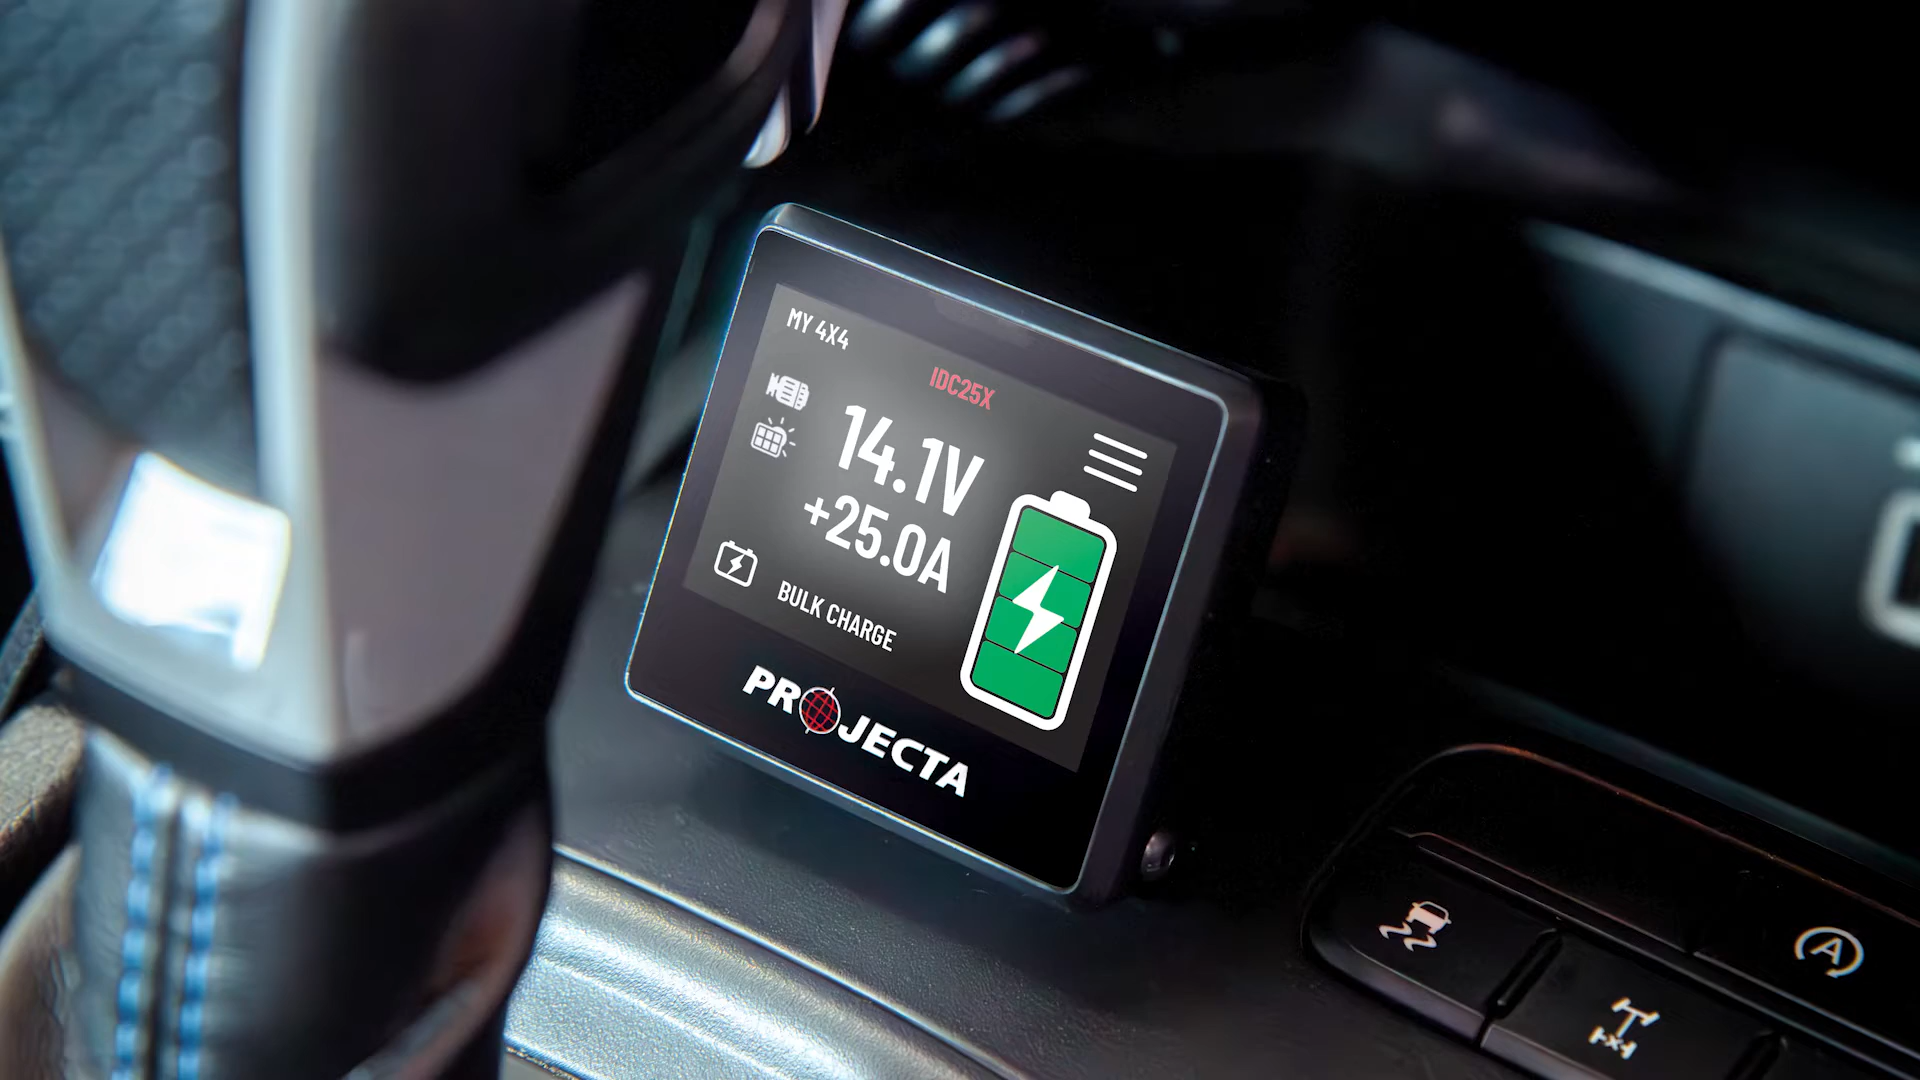 MY 4X4
IDC25X
14.1V
+25.0A
BULK CHARGE
PROJECTA
A